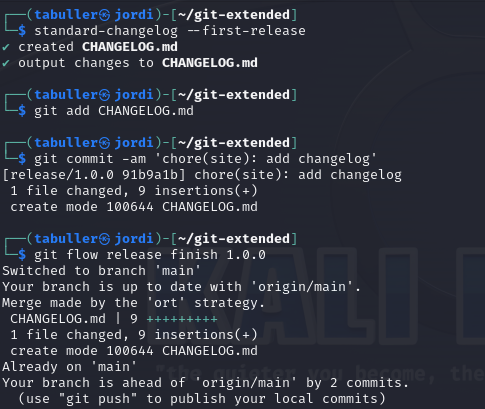 ┌──(tabuller㉿jordi)-[~/git-extended]
└─$ standard-changelog --first-release
✔ created CHANGELOG.md
✔ output changes to CHANGELOG.md
┌──(tabuller㉿jordi)-[~/git-extended]
└─$ git add CHANGELOG.md
┌──(tabuller㉿jordi)-[~/git-extended]
└─$ git commit -am 'chore(site): add changelog'
[release/1.0.0 91b9a1b] chore(site): add changelog
1 file changed, 9 insertions(+)
create mode 100644 CHANGELOG.md
┌──(tabuller㉿jordi)-[~/git-extended]
└─$ git flow release finish 1.0.0
Switched to branch 'main'
Your branch is up to date with 'origin/main'.
Merge made by the 'ort' strategy.
CHANGELOG.md | 9 +++++++++
1 file changed, 9 insertions(+)
create mode 100644 CHANGELOG.md
Already on 'main'
Your branch is ahead of 'origin/main' by 2 commits.
(use "git push" to publish your local commits)
KALI
"the quieter you become, the